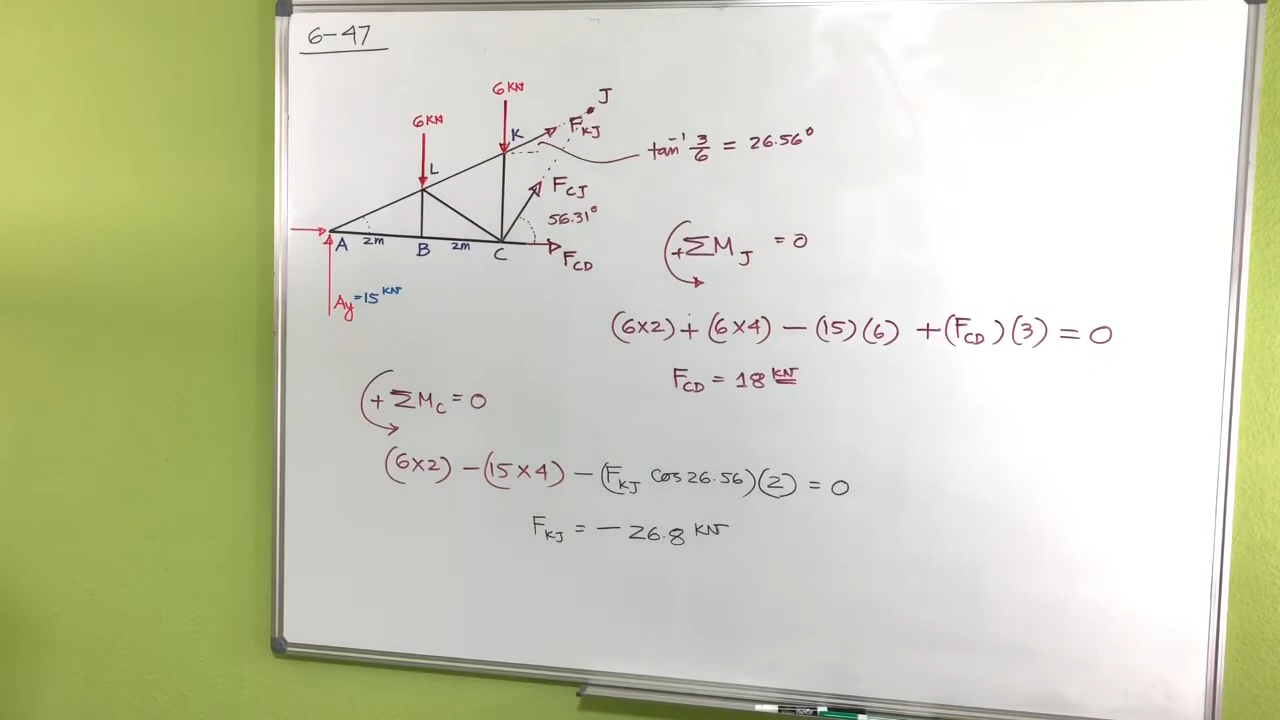 6-47
6 KN
6KN
J
K
F_KJ
tan⁻¹ 3/6 = 26.56°
L
F_CJ
56.31°
A 2m B 2m C
F_CD
Ay = 15 KN
+ ΣM_J = 0
(6×2) + (6×4) − (15)(6) + (F_CD)(3) = 0
F_CD = 18 KN
+ ΣM_C = 0
(6×2) − (15×4) − (F_KJ cos 26.56)(2) = 0
F_KJ = − 26.8 KN